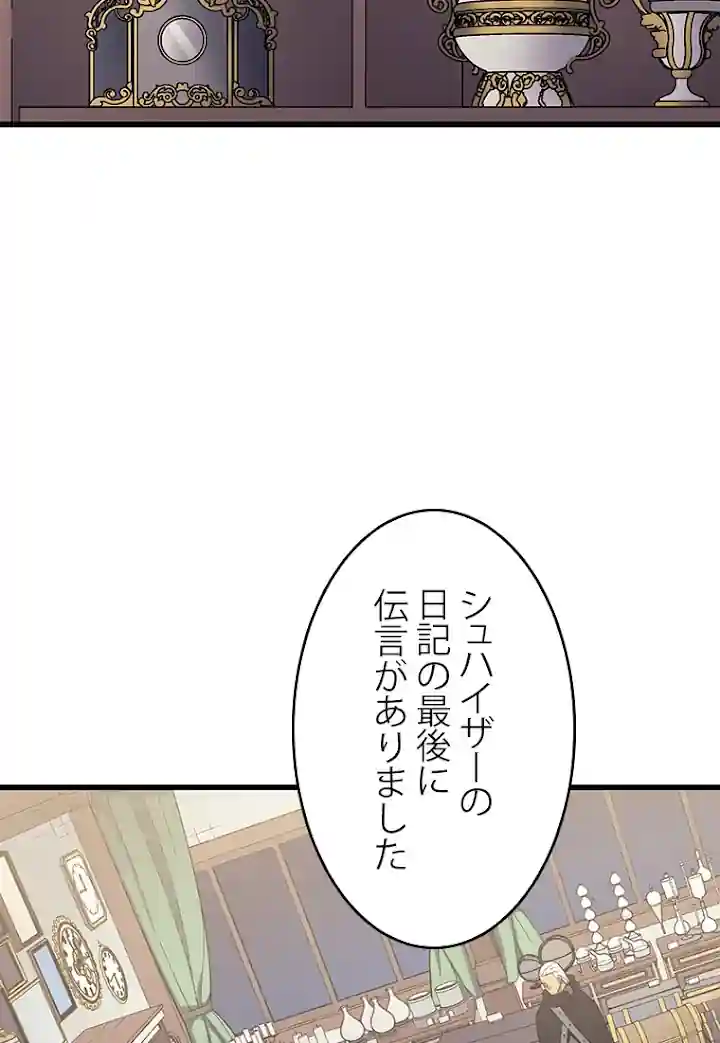 シュハイザーの
日記の最後に
伝言がありました